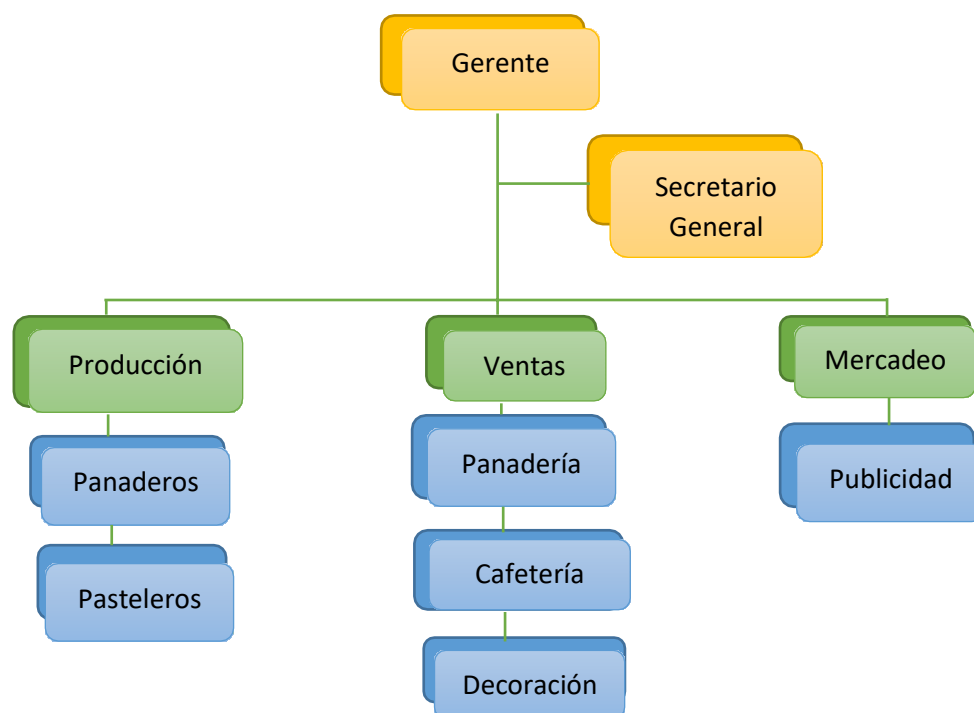 Gerente
Secretario
General
Producción
Ventas
Mercadeo
Panaderos
Panadería
Publicidad
Pasteleros
Cafetería
Decoración